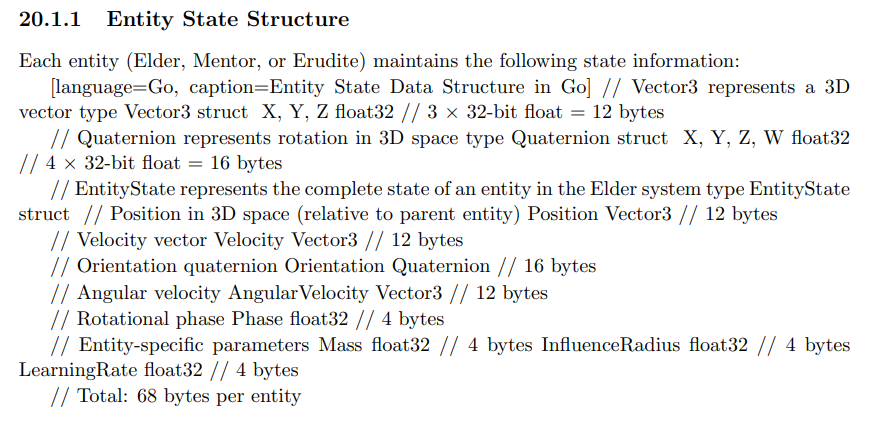 20.1.1 Entity State Structure
Each entity (Elder, Mentor, or Erudite) maintains the following state information:
[language=Go, caption=Entity State Data Structure in Go] // Vector3 represents a 3D
vector type Vector3 struct X, Y, Z float32 // 3 × 32-bit float = 12 bytes
// Quaternion represents rotation in 3D space type Quaternion struct X, Y, Z, W float32
// 4 × 32-bit float = 16 bytes
// EntityState represents the complete state of an entity in the Elder system type EntityState
struct // Position in 3D space (relative to parent entity) Position Vector3 // 12 bytes
// Velocity vector Velocity Vector3 // 12 bytes
// Orientation quaternion Orientation Quaternion // 16 bytes
// Angular velocity AngularVelocity Vector3 // 12 bytes
// Rotational phase Phase float32 // 4 bytes
// Entity-specific parameters Mass float32 // 4 bytes InfluenceRadius float32 // 4 bytes
LearningRate float32 // 4 bytes
// Total: 68 bytes per entity